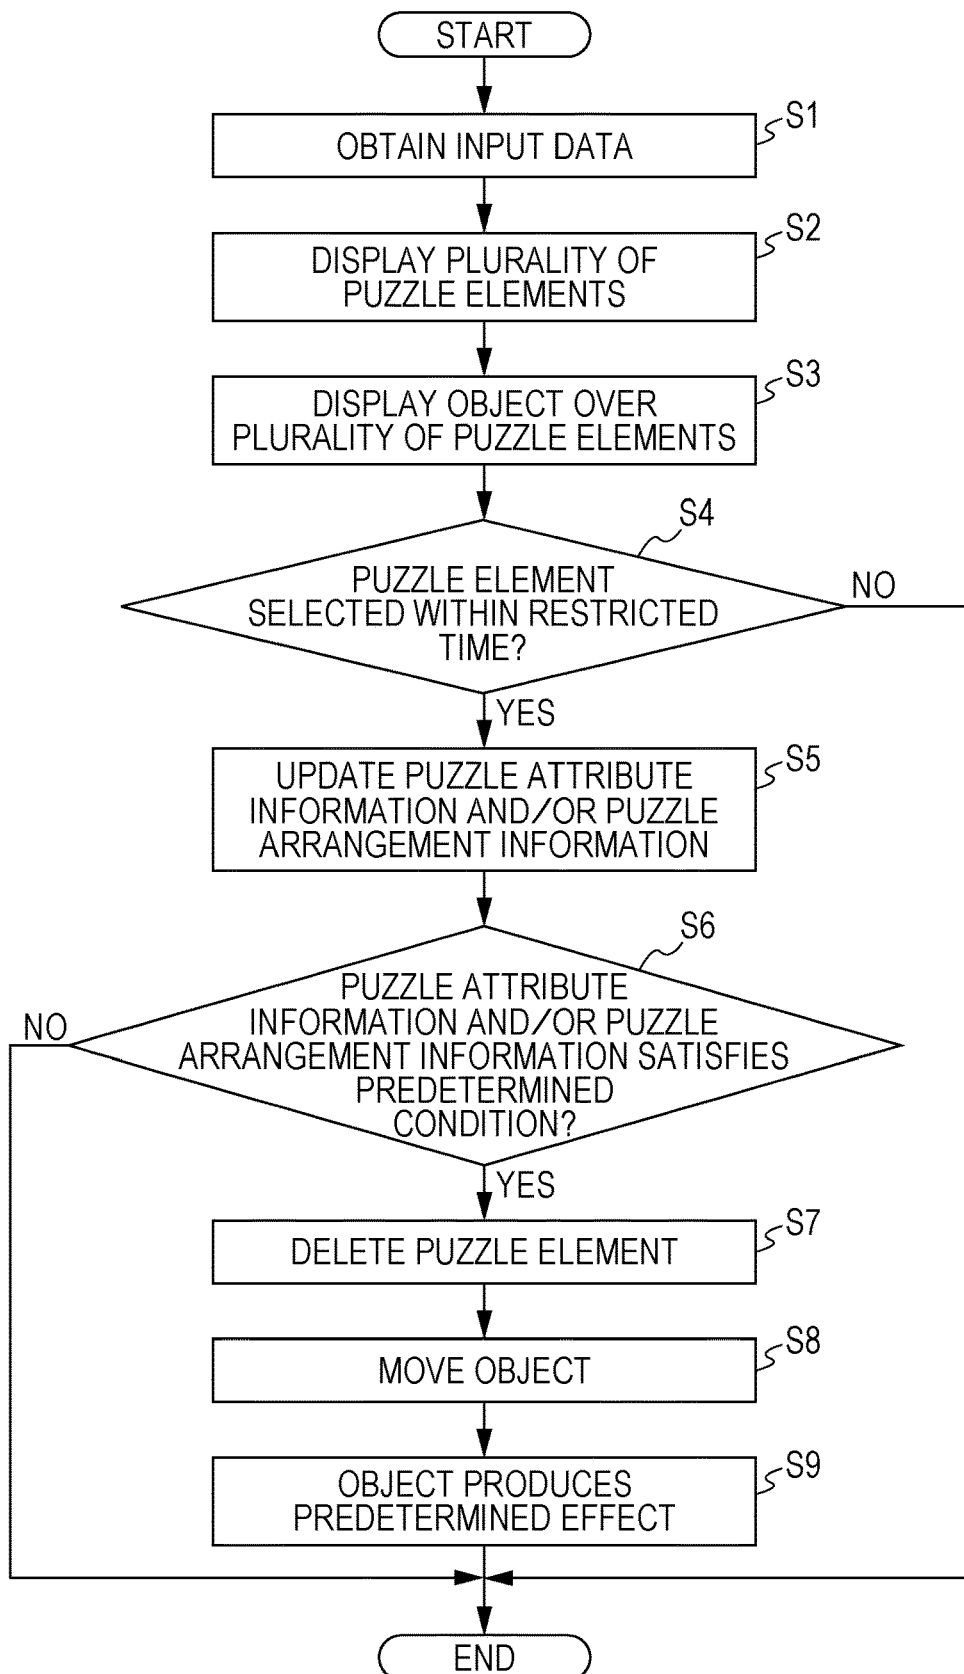 START
S1
OBTAIN INPUT DATA
S2
DISPLAY PLURALITY OF
PUZZLE ELEMENTS
S3
DISPLAY OBJECT OVER
PLURALITY OF PUZZLE ELEMENTS
S4
PUZZLE ELEMENT
SELECTED WITHIN RESTRICTED
TIME?
NO
YES
S5
UPDATE PUZZLE ATTRIBUTE
INFORMATION AND/OR PUZZLE
ARRANGEMENT INFORMATION
S6
PUZZLE ATTRIBUTE
INFORMATION AND/OR PUZZLE
ARRANGEMENT INFORMATION SATISFIES
PREDETERMINED
CONDITION?
NO
YES
S7
DELETE PUZZLE ELEMENT
S8
MOVE OBJECT
S9
OBJECT PRODUCES
PREDETERMINED EFFECT
END